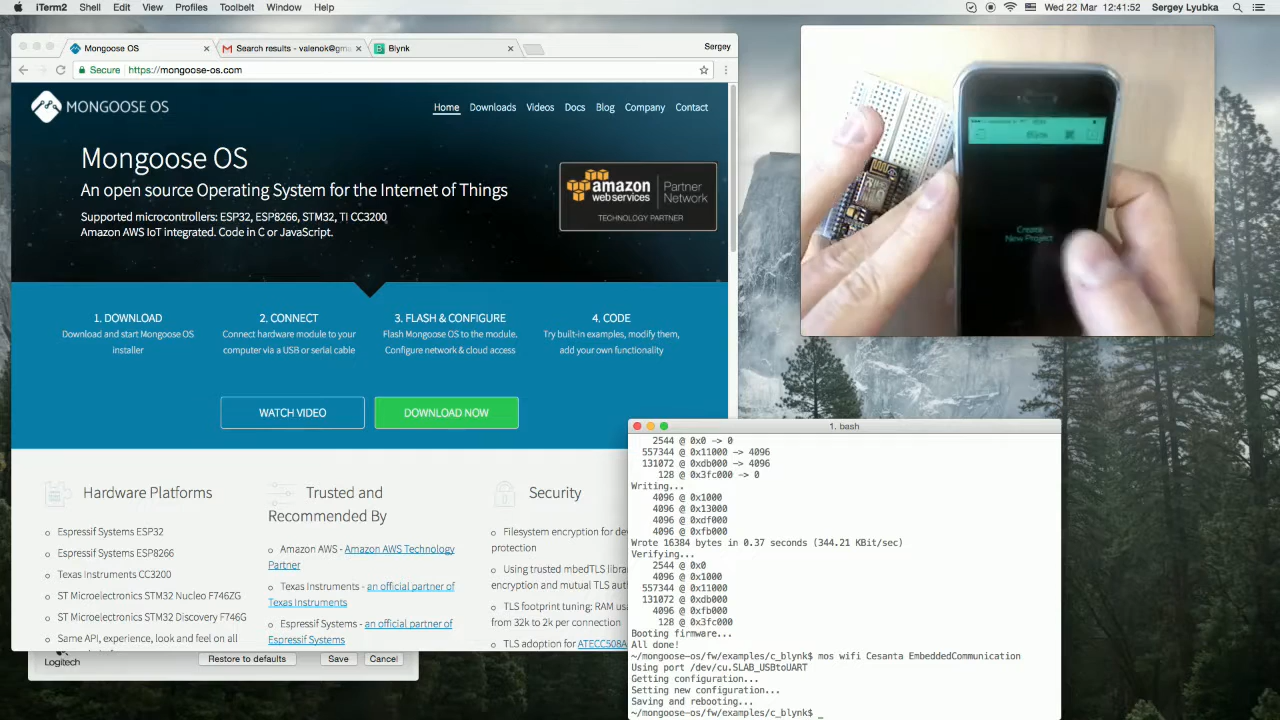 iTerm2 Shell Edit View Profiles Toolbelt Window Help
Wed 22 Mar 12:41:52 Sergey Lyubka
Mongoose OS
Search results - valenok@gma
Blynk
Sergey
Secure https://mongoose-os.com
MONGOOSE OS
Home Downloads Videos Docs Blog Company Contact
Mongoose OS
An open source Operating System for the Internet of Things
Supported microcontrollers: ESP32, ESP8266, STM32, TI CC3200
Amazon AWS IoT integrated. Code in C or JavaScript.
amazon
web services
Partner
Network
TECHNOLOGY PARTNER
1. DOWNLOAD
Download and start Mongoose OS
installer
2. CONNECT
Connect hardware module to your
computer via a USB or serial cable
3. FLASH & CONFIGURE
Flash Mongoose OS to the module.
Configure network & cloud access
4. CODE
Try built-in examples, modify them,
add your own functionality
WATCH VIDEO
DOWNLOAD NOW
Hardware Platforms
Espressif Systems ESP32
Espressif Systems ESP8266
Texas Instruments CC3200
ST Microelectronics STM32 Nucleo F746ZG
ST Microelectronics STM32 Discovery F746G
Same API, experience, look and feel on all
Trusted and
Recommended By
Amazon AWS - Amazon AWS Technology
Partner
Texas Instruments - an official partner of
Texas Instruments
Espressif Systems - an official partner of
Espressif Systems
Security
Filesystem encryption for dev
protection
Using trusted mbedTLS librar
encryption and mutual TLS aut
TLS footprint tuning: RAM usa
from 32k to 2k per connection
TLS adoption for ATECC508A
Logitech
Restore to defaults
Save
Cancel
Blynk
Create
New Project
1. bash
2544 @ 0x0 -> 0
557344 @ 0x11000 -> 4096
131072 @ 0xdb000 -> 4096
128 @ 0x3fc000 -> 0
Writing...
4096 @ 0x1000
4096 @ 0x13000
4096 @ 0xdf000
4096 @ 0xfb000
Wrote 16384 bytes in 0.37 seconds (344.21 KBit/sec)
Verifying...
2544 @ 0x0
4096 @ 0x1000
557344 @ 0x11000
131072 @ 0xdb000
4096 @ 0xfb000
128 @ 0x3fc000
Booting firmware...
All done!
~/mongoose-os/fw/examples/c_blynk$ mos wifi Cesanta EmbeddedCommunication
Using port /dev/cu.SLAB_USBtoUART
Getting configuration...
Setting new configuration...
Saving and rebooting...
~/mongoose-os/fw/examples/c_blynk$ _